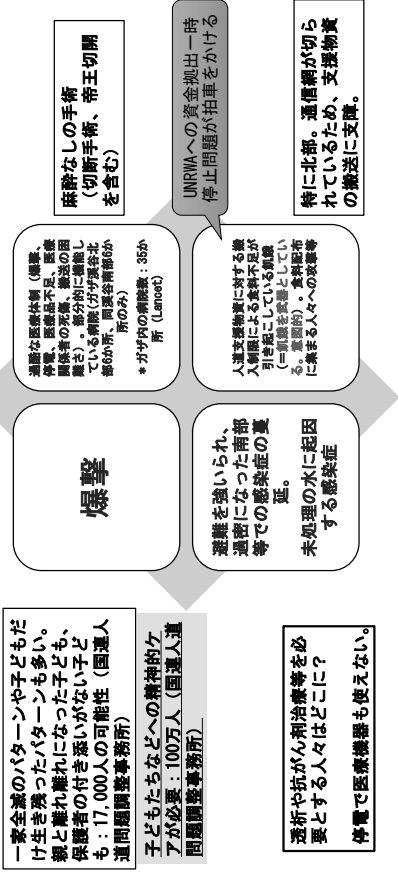 一家全滅のパターンや子どもだ
け生き残ったパターンも多い。
親と離れ離れになった子ども、
保護者の付き添いがない子ど
も：17,000人の可能性（国連人
道問題調整事務所）
子どもたちなどへの精神的ケ
アが必要：100万人（国連人道
問題調整事務所）
爆撃
過酷な医療体制（爆撃、
停電、医療品不足、医療
関係者の死傷、搬送の困
難さ）。部分的に機能し
ている病院（ガザ渓谷北
部6か所、同渓谷南部6か
所のみ）
＊ガザ内の病院数：35か
所（Lancet）
麻酔なしの手術
（切断手術、帝王切開
を含む）
透析や抗がん剤治療等を必
要とする人々はどこに？
停電で医療機器も使えない。
避難を強いられ、
過密になった南部
等での感染症の蔓
延。
未処理の水に起因
する感染症
人道支援物資に対する搬
入制限による食料不足が
引き起こしている飢餓
（＝飢餓を武器としてい
る。意図的）。食料配布
に集まる人々への攻撃等
UNRWAへの資金拠出一時
停止問題が拍車をかける
特に北部。通信網が切ら
れているため、支援物資
の搬送に支障。